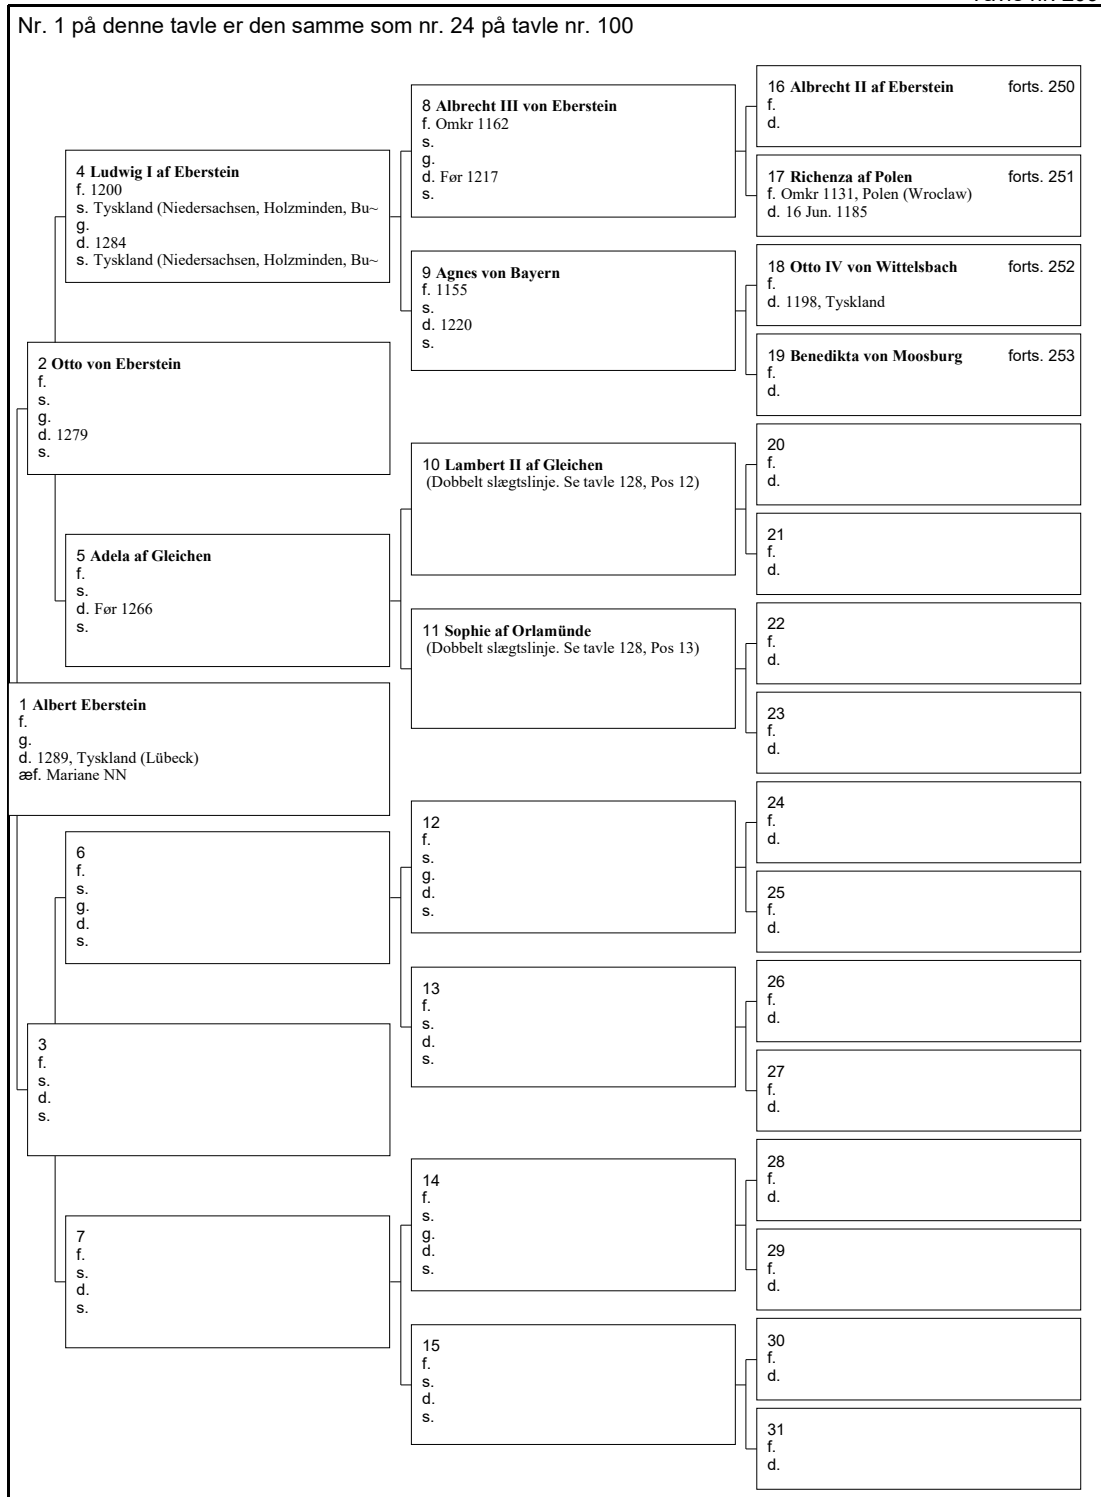 Nr. 1 på denne tavle er den samme som nr. 24 på tavle nr. 100
1 Albert Eberstein
f.
g.
d. 1289, Tyskland (Lübeck)
æf. Mariane NN
2 Otto von Eberstein
f.
s.
g.
d. 1279
s.
3
f.
s.
d.
s.
4 Ludwig I af Eberstein
f. 1200
s. Tyskland (Niedersachsen, Holzminden, Bu~
g.
d. 1284
s. Tyskland (Niedersachsen, Holzminden, Bu~
5 Adela af Gleichen
f.
s.
d. Før 1266
s.
6
f.
s.
g.
d.
s.
7
f.
s.
d.
s.
8 Albrecht III von Eberstein
f. Omkr 1162
s.
g.
d. Før 1217
s.
9 Agnes von Bayern
f. 1155
s.
d. 1220
s.
10 Lambert II af Gleichen
(Dobbelt slægtslinje. Se tavle 128, Pos 12)
11 Sophie af Orlamünde
(Dobbelt slægtslinje. Se tavle 128, Pos 13)
12
f.
s.
g.
d.
s.
13
f.
s.
d.
s.
14
f.
s.
g.
d.
s.
15
f.
s.
d.
s.
16 Albrecht II af Eberstein forts. 250
f.
d.
17 Richenza af Polen forts. 251
f. Omkr 1131, Polen (Wroclaw)
d. 16 Jun. 1185
18 Otto IV von Wittelsbach forts. 252
f.
d. 1198, Tyskland
19 Benedikta von Moosburg forts. 253
f.
d.
20
f.
d.
21
f.
d.
22
f.
d.
23
f.
d.
24
f.
d.
25
f.
d.
26
f.
d.
27
f.
d.
28
f.
d.
29
f.
d.
30
f.
d.
31
f.
d.